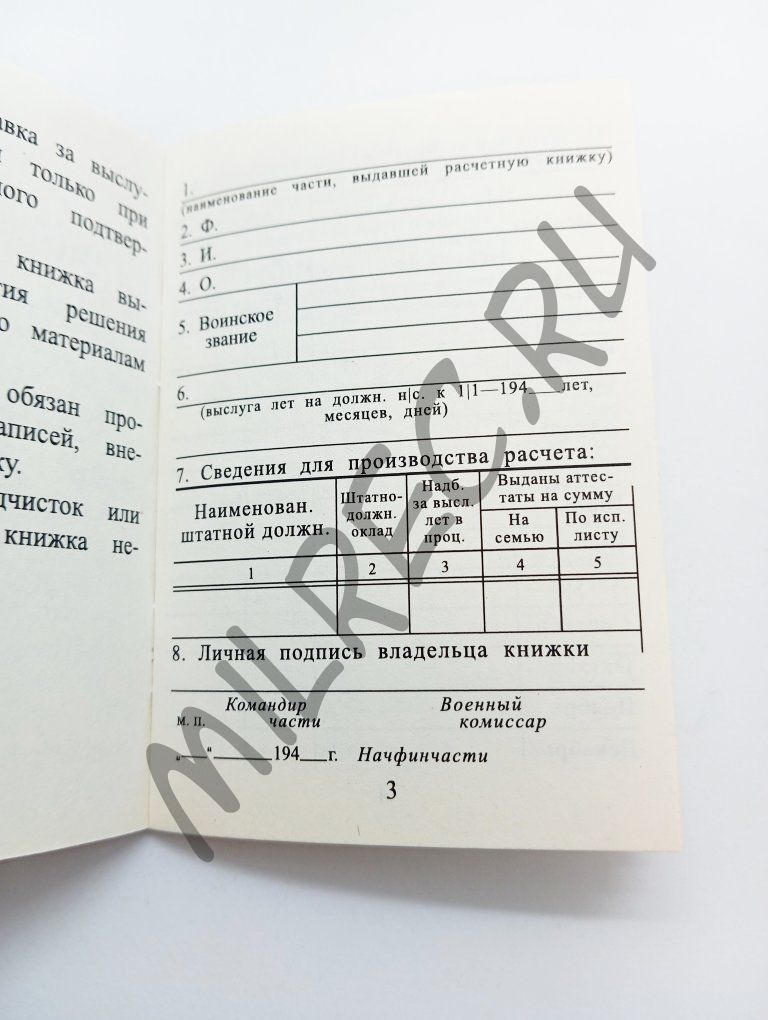 авка за выслу-
только при
ного подтвер-
книжка вы-
тия решения
о материалам
обязан про-
аписей, вне-
ку.
дчисток или
книжка не-
1.
(наименование части, выдавшей расчетную книжку)
2. Ф.
3. И.
4. О.
5. Воинское
звание
6.
(выслуга лет на должн. н|с. к 1|1—194___лет,
месяцев, дней)
7. Сведения для производства расчета:
Наименован.
штатной должн.
Штатно-
должн.
оклад
Надб.
за высл.
лет в
проц.
Выданы аттес-
таты на сумму
На
семью
По исп.
листу
1 2 3 4 5
8. Личная подпись владельца книжки
Командир
части
Военный
комиссар
м. п.
„—“ ______194__г. Начфинчасти
3
MILREC.RU